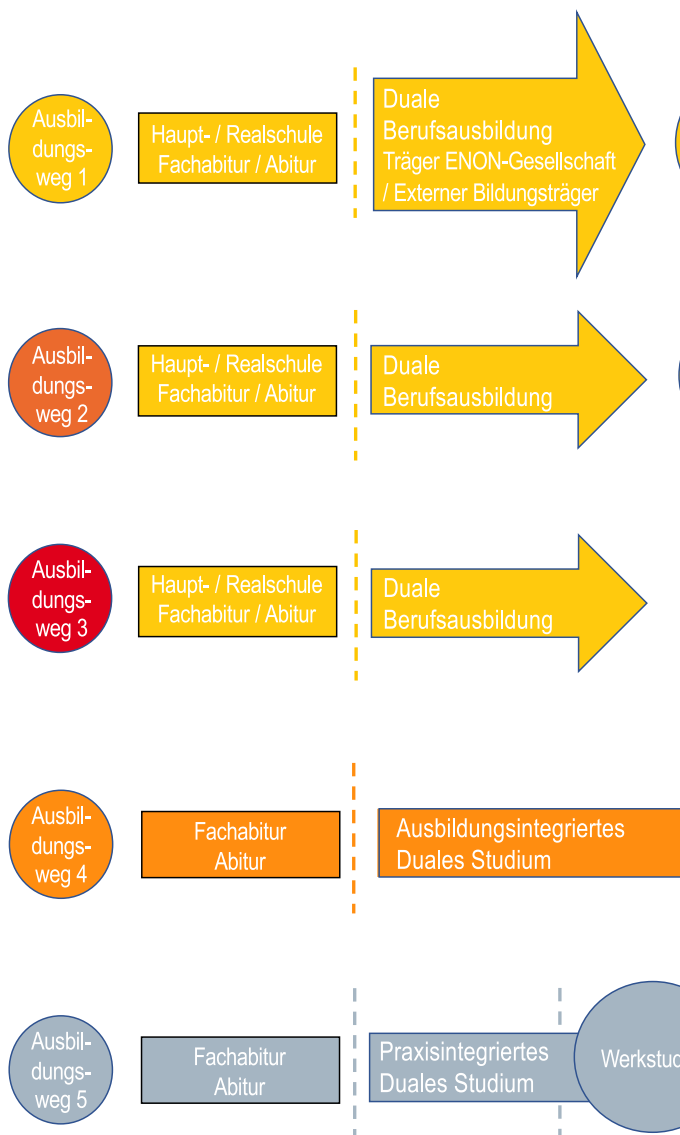 Ausbil-
dungs-
weg 1
Haupt- / Realschule
Fachabitur / Abitur
Duale
Berufsausbildung
Träger ENON-Gesellschaft
/ Externer Bildungsträger
Ausbil-
dungs-
weg 2
Haupt- / Realschule
Fachabitur / Abitur
Duale
Berufsausbildung
Ausbil-
dungs-
weg 3
Haupt- / Realschule
Fachabitur / Abitur
Duale
Berufsausbildung
Ausbil-
dungs-
weg 4
Fachabitur
Abitur
Ausbildungsintegriertes
Duales Studium
Ausbil-
dungs-
weg 5
Fachabitur
Abitur
Praxisintegriertes
Duales Studium
Werkstud